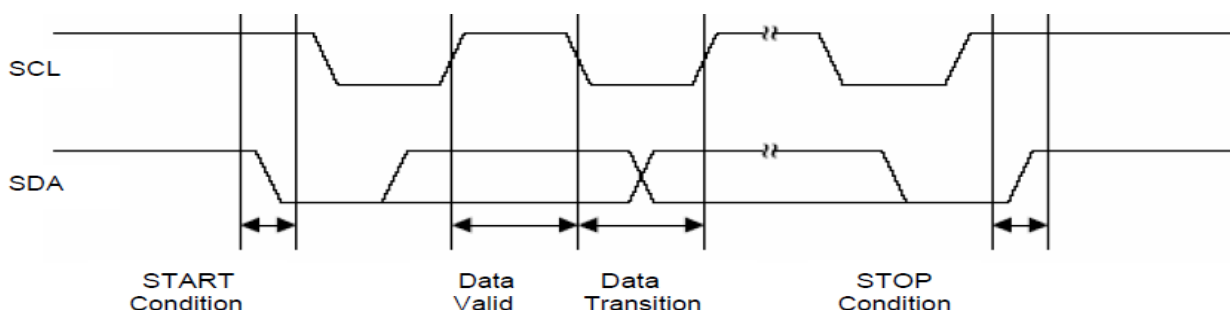 SCL
SDA
START
Condition
Data
Valid
Data
Transition
STOP
Condition